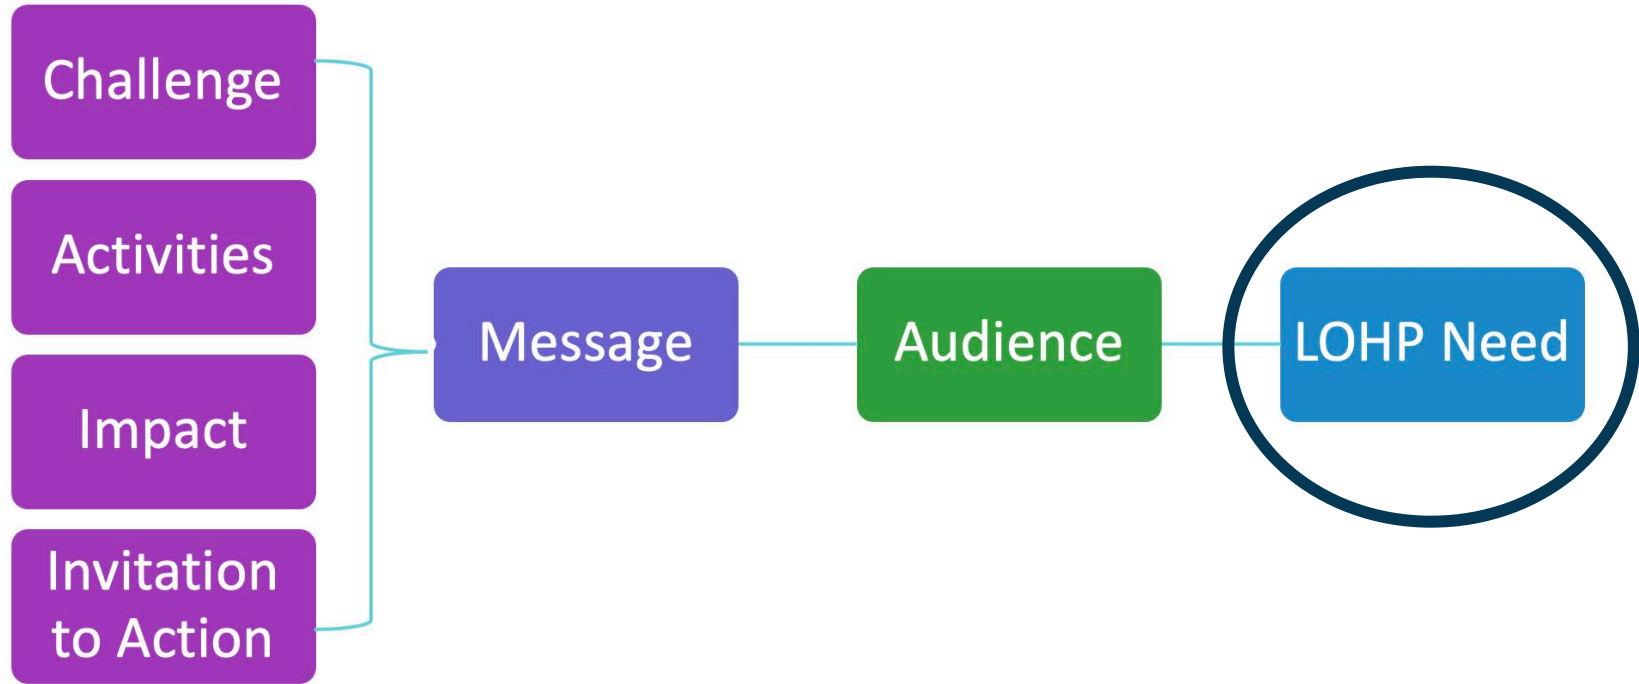 Challenge
Activities
Impact
Invitation
to Action
Message
Audience
LOHP Need